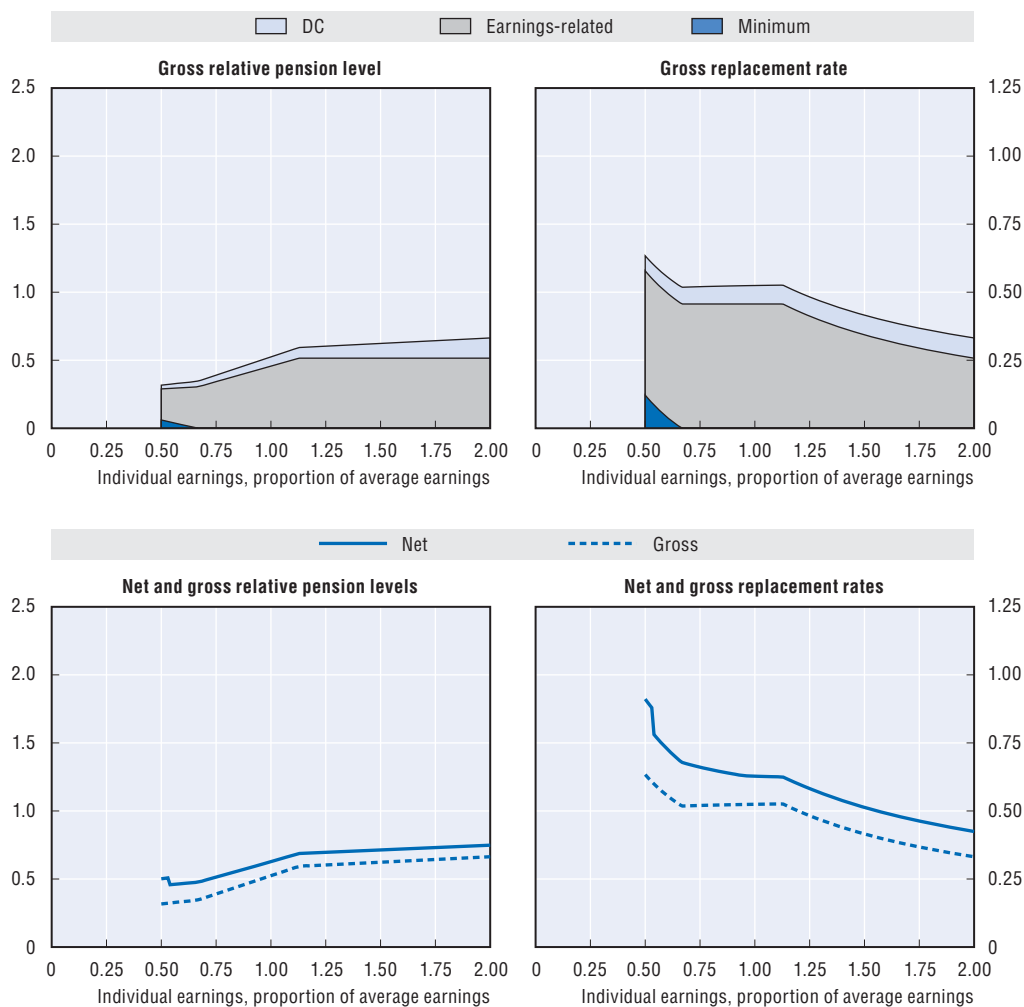 DC Earnings-related Minimum
Gross relative pension level
2.5
2.0
1.5
1.0
0.5
0
0 0.25 0.50 0.75 1.00 1.25 1.50 1.75 2.00
Individual earnings, proportion of average earnings
Gross replacement rate
1.25
1.00
0.75
0.50
0.25
0
0 0.25 0.50 0.75 1.00 1.25 1.50 1.75 2.00
Individual earnings, proportion of average earnings
Net Gross
Net and gross relative pension levels
2.5
2.0
1.5
1.0
0.5
0
0 0.25 0.50 0.75 1.00 1.25 1.50 1.75 2.00
Individual earnings, proportion of average earnings
Net and gross replacement rates
1.25
1.00
0.75
0.50
0.25
0
0 0.25 0.50 0.75 1.00 1.25 1.50 1.75 2.00
Individual earnings, proportion of average earnings